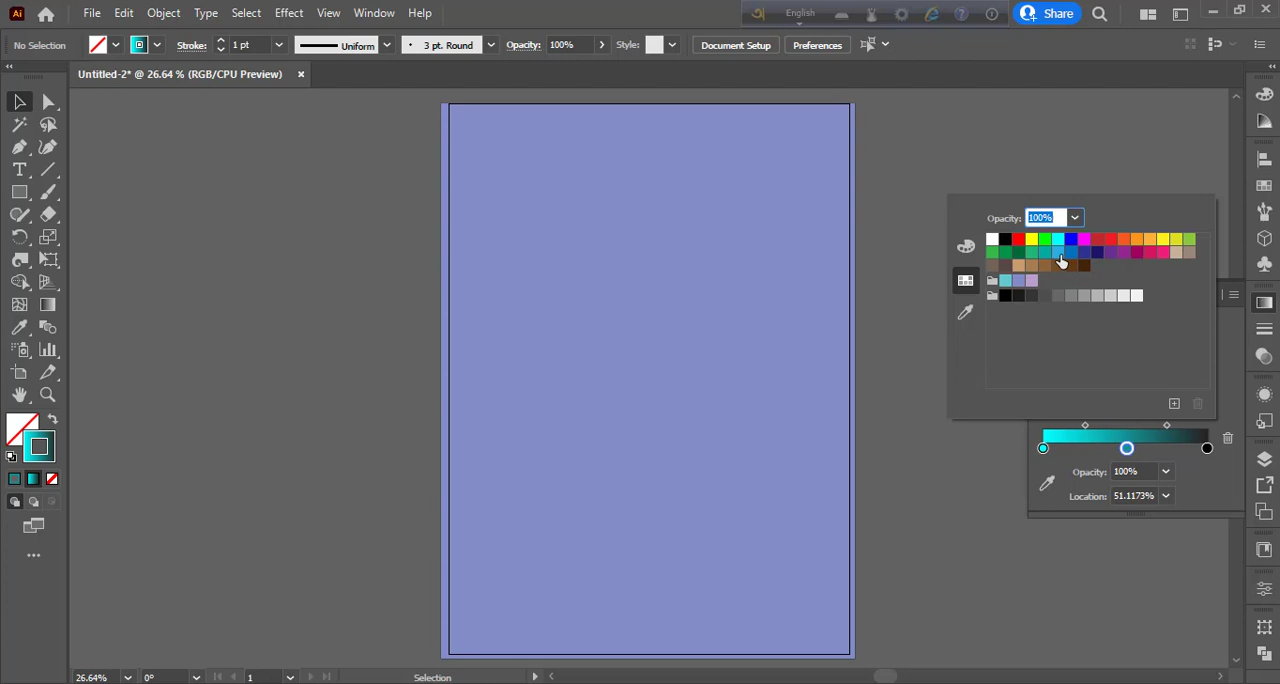 Ai File Edit Object Type Select Effect View Window Help English Share
No Selection Stroke: 1 pt Uniform 3 pt. Round Opacity: 100% Style: Document Setup Preferences
Untitled-2* @ 26.64 % (RGB/CPU Preview) ×
Opacity: 100%
Opacity: 100%
Location: 51.1173%
26.64% 0° 1 Selection